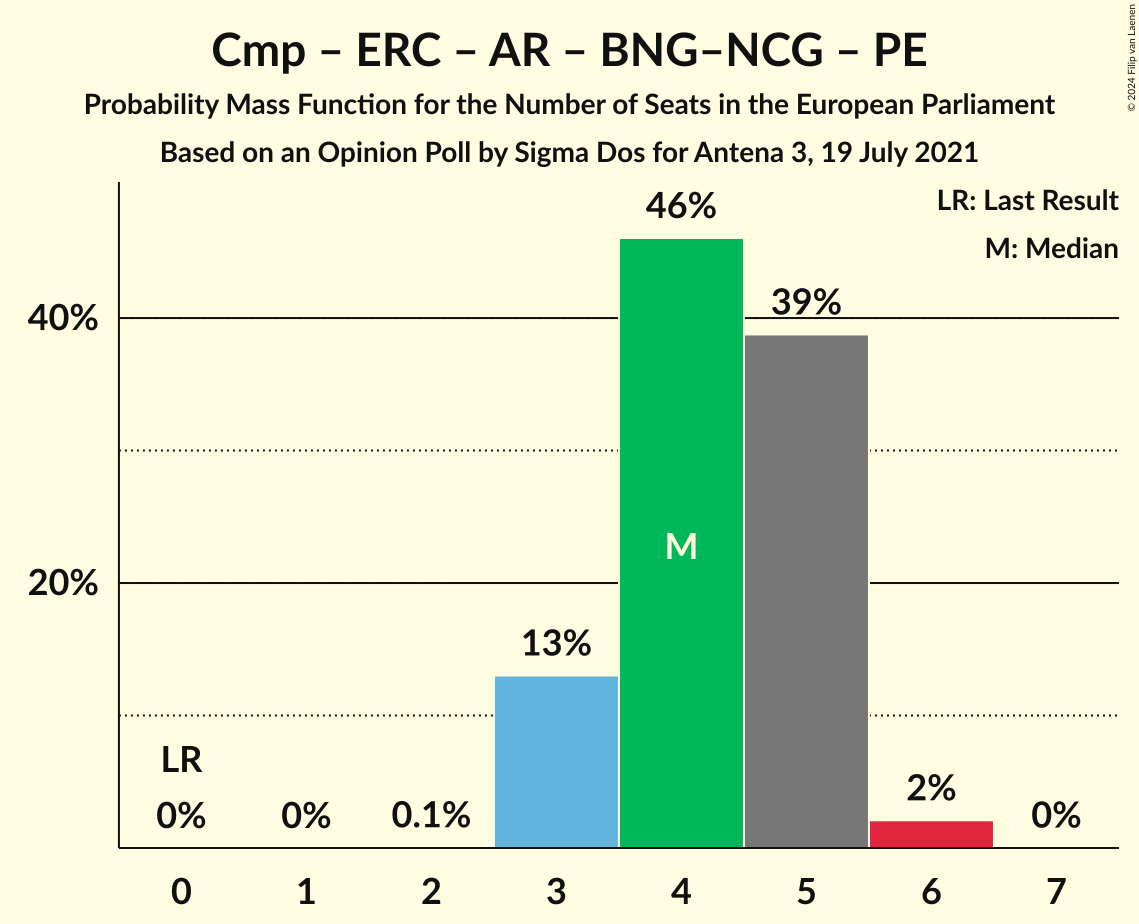 Cmp – ERC – AR – BNG–NCG – PE
Probability Mass Function for the Number of Seats in the European Parliament
Based on an Opinion Poll by Sigma Dos for Antena 3, 19 July 2021
© 2024 Filip van Laenen
LR: Last Result
M: Median
46%
39%
40%
M
20%
13%
LR
0%
0%
0.1%
2%
0%
0
1
2
3
4
5
6
7